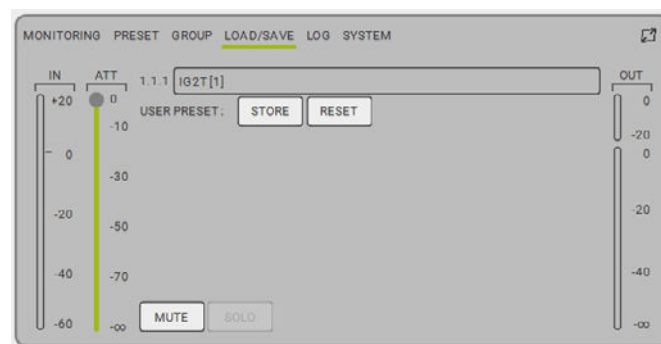 MONITORING PRESET GROUP LOAD/SAVE LOG SYSTEM
IN ATT 1.1.1 IG2T[1] OUT
+20 0 0
USER PRESET: STORE RESET
-10
-20
0 0
-30
-20 -20
-50
-40 -70 -40
MUTE SOLO
-60 -∞ -∞